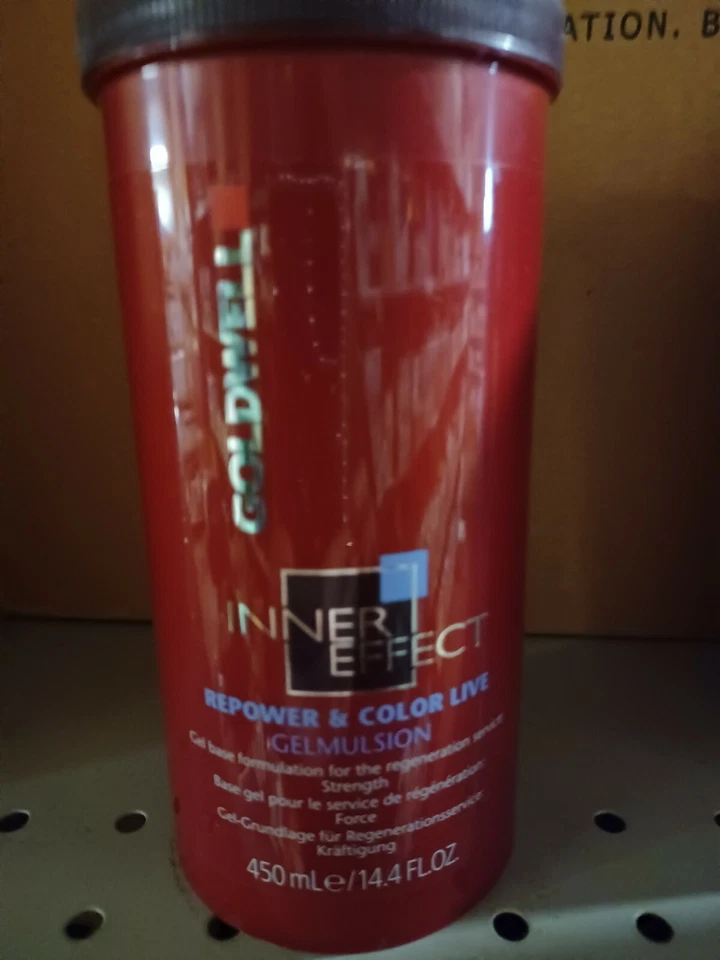 ATION. B
GOLDWELL
INNER
EFFECT
REPOWER & COLOR LIVE
GELMULSION
Gel base formulation for the regeneration service:
Strength
Base gel pour le service de régénération:
Force
Gel-Grundlage für Regenerationsservice:
Kräftigung
450 mL e/14.4 FL.OZ.